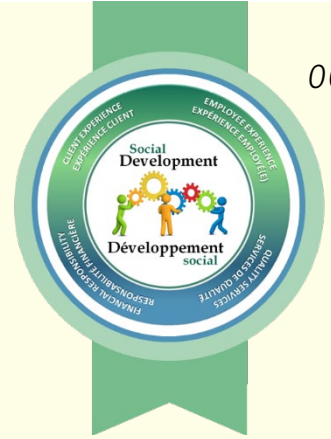 CLIENT EXPERIENCE
EXPÉRIENCE CLIENT
EMPLOYEE EXPERIENCE
EXPÉRIENCE EMPLOYÉ(E)
Social
Development
Développement
social
FINANCIAL RESPONSIBILITY
RESPONSABILITÉ FINANCIÈRE
QUALITY SERVICES
SERVICES DE QUALITÉ